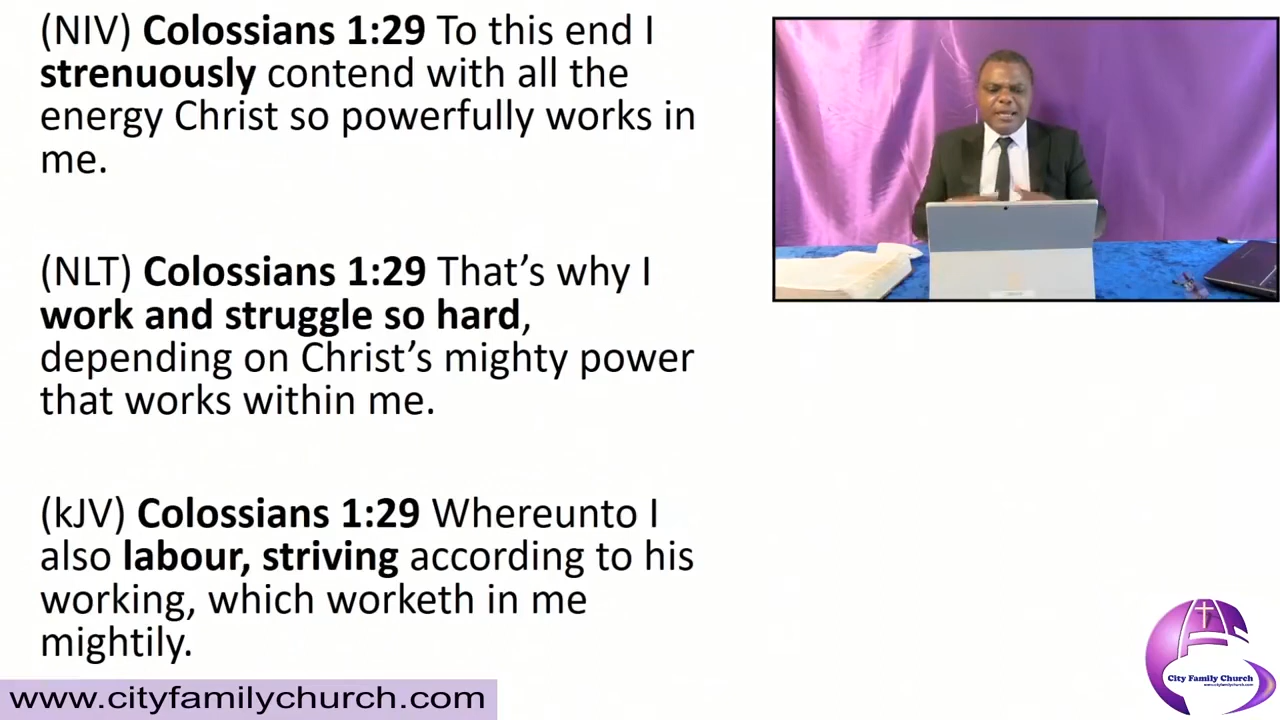 (NIV) Colossians 1:29 To this end I
strenuously contend with all the
energy Christ so powerfully works in
me.
(NLT) Colossians 1:29 That’s why I
work and struggle so hard,
depending on Christ’s mighty power
that works within me.
(kJV) Colossians 1:29 Whereunto I
also labour, striving according to his
working, which worketh in me
mightily.
www.cityfamilychurch.com
City Family Church
www.cityfamilychurch.com